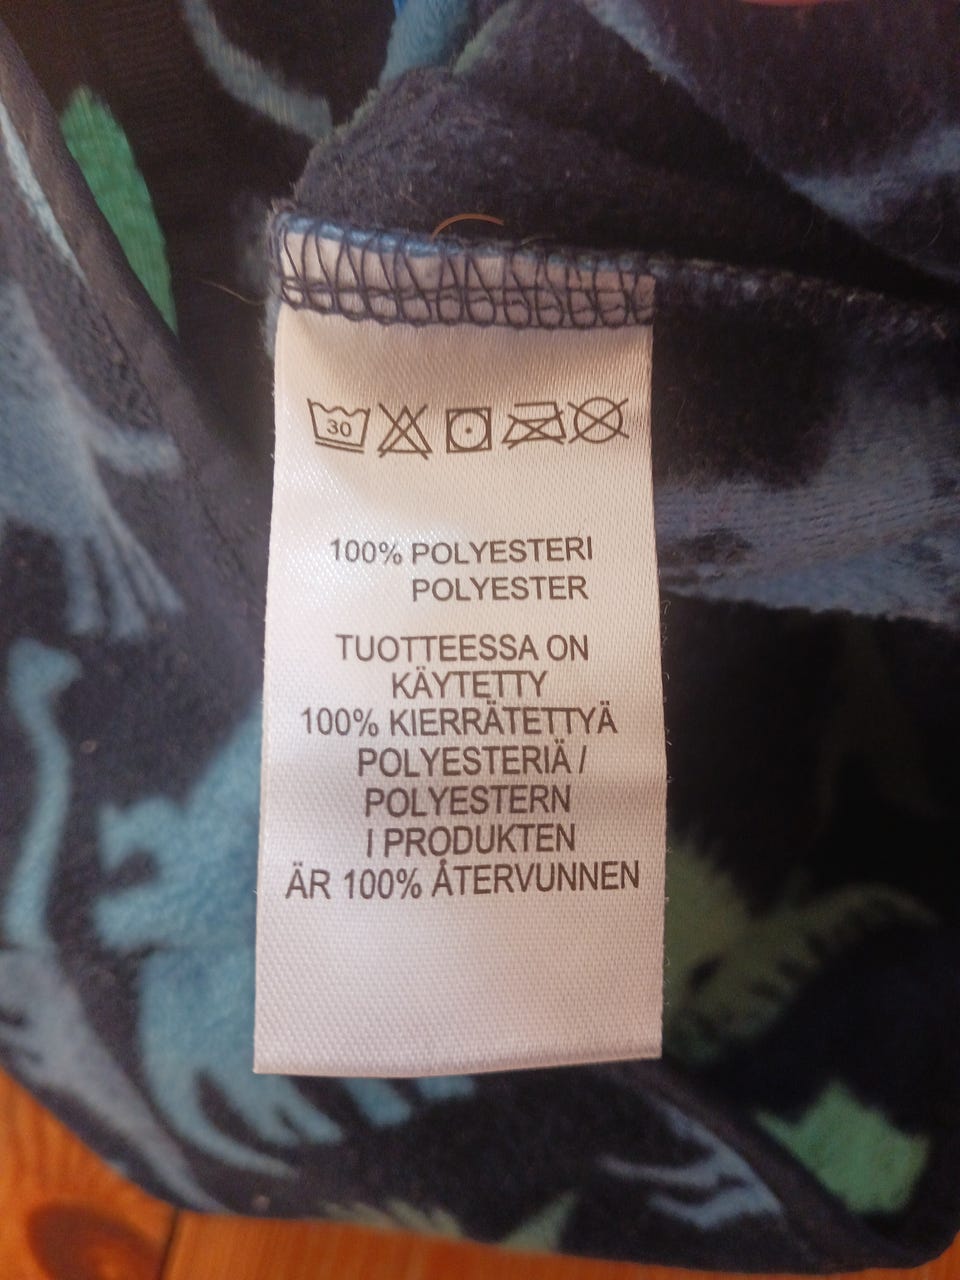 30
100% POLYESTERI
POLYESTER
TUOTTEESSA ON
KÄYTETTY
100% KIERRÄTETTYÄ
POLYESTERIÄ /
POLYESTERN
I PRODUKTEN
ÄR 100% ÅTERVUNNEN